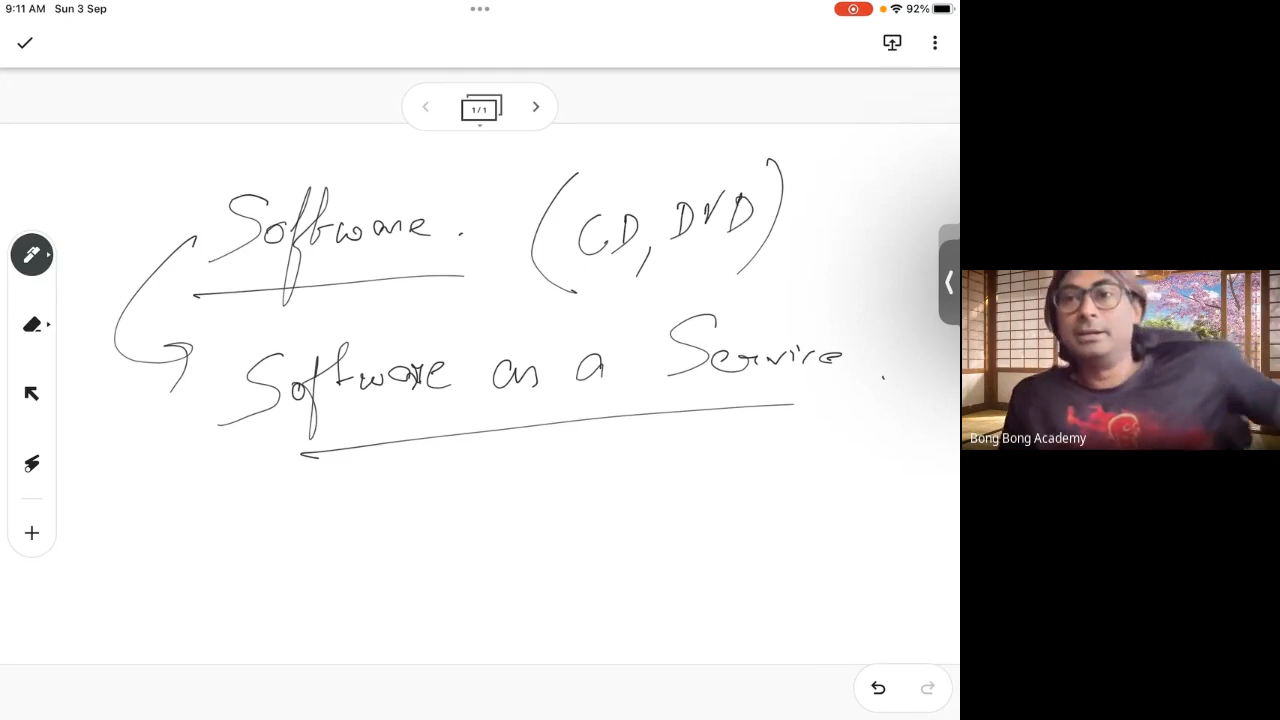 9:11 AM Sun 3 Sep
92%
1/1
Software. (CD, DVD)
Software as a Service.
Bong Bong Academy